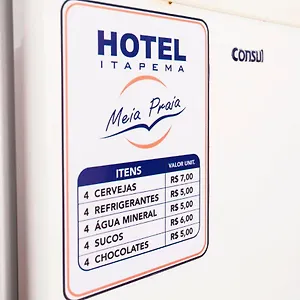 HOTEL
ITAPEMA
Meia Praia
ITENS VALOR UNIT.
4 CERVEJAS R$ 7,00
4 REFRIGERANTES R$ 5,00
4 ÁGUA MINERAL R$ 5,00
4 SUCOS R$ 6,00
4 CHOCOLATES R$ 5,00
Consul